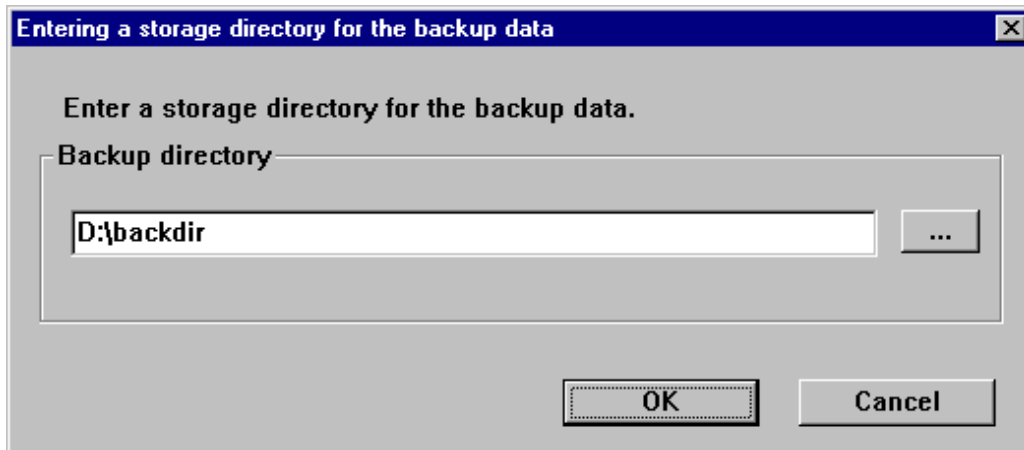 Entering a storage directory for the backup data
Enter a storage directory for the backup data.
Backup directory
D:\backdir
...
OK
Cancel